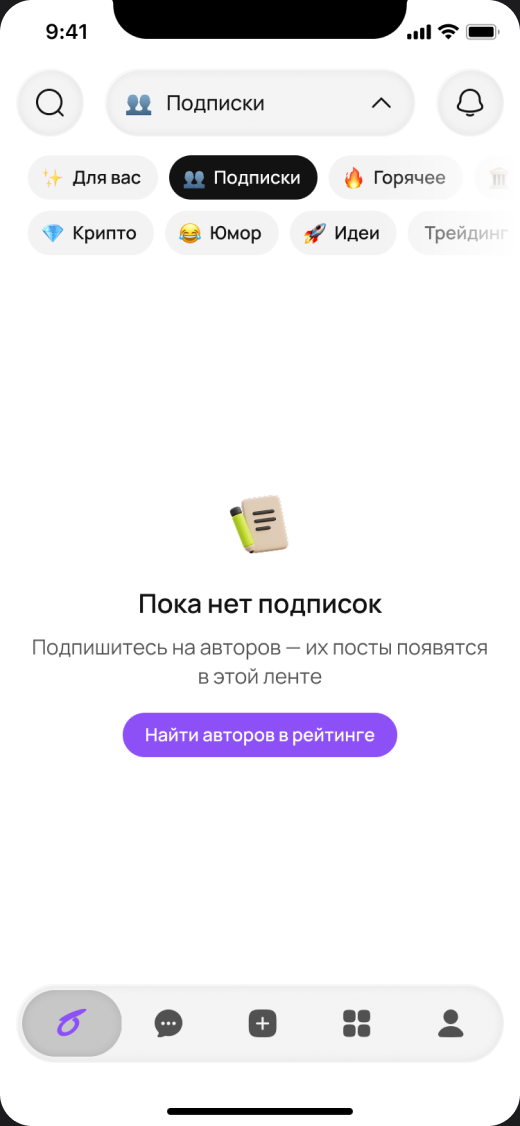 9:41
Подписки
Для вас
Подписки
Горячее
Крипто
Юмор
Идеи
Трейдинг
Пока нет подписок
Подпишитесь на авторов — их посты появятся
в этой ленте
Найти авторов в рейтинге